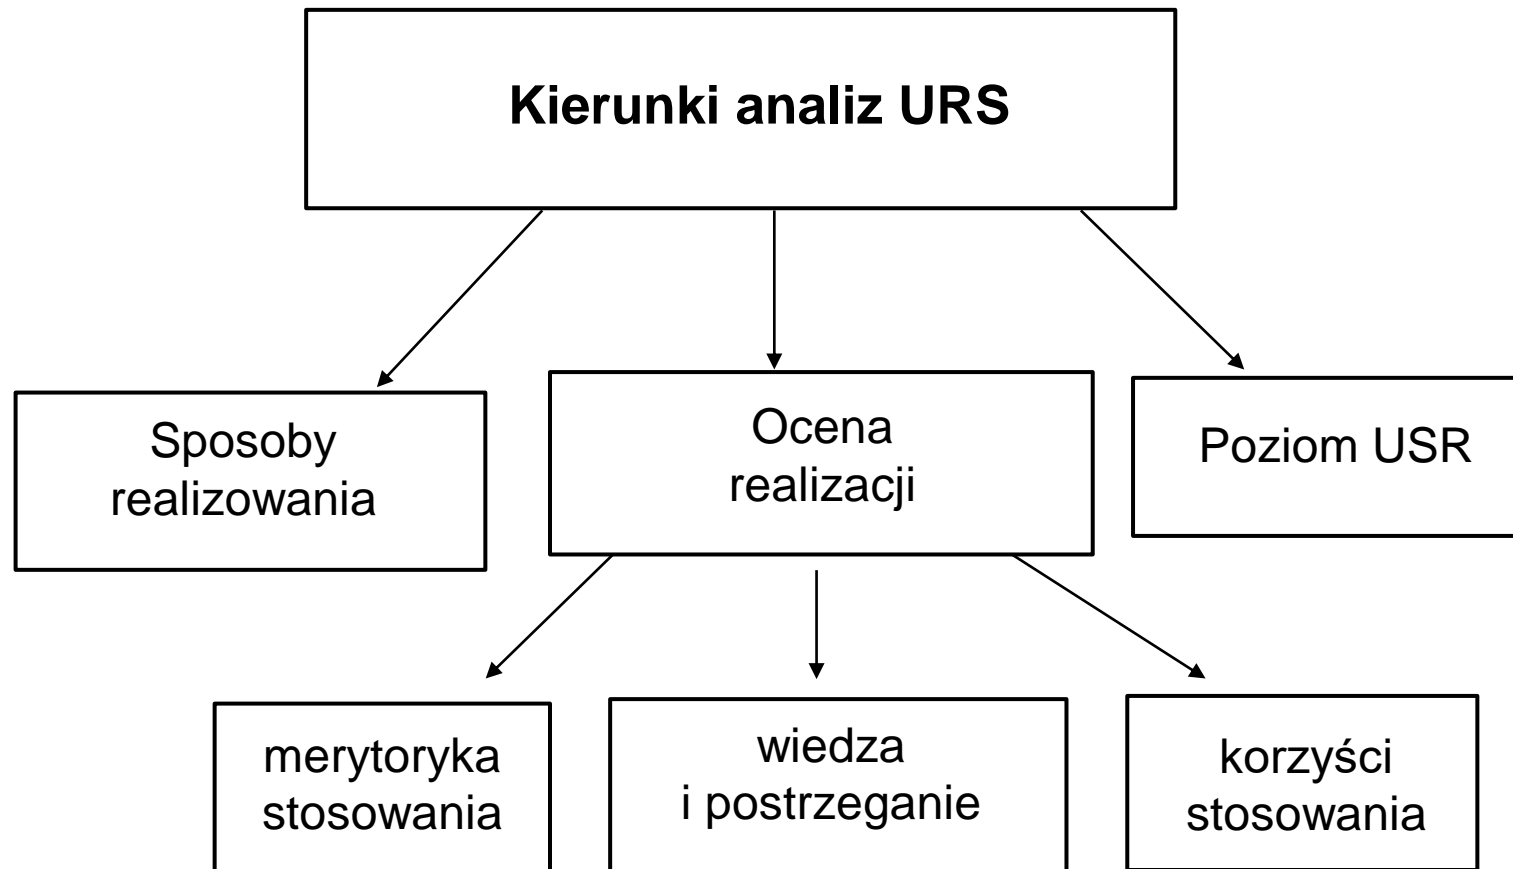 Kierunki analiz URS
Sposoby
realizowania
Ocena
realizacji
Poziom USR
merytoryka
stosowania
wiedza
i postrzeganie
korzyści
stosowania